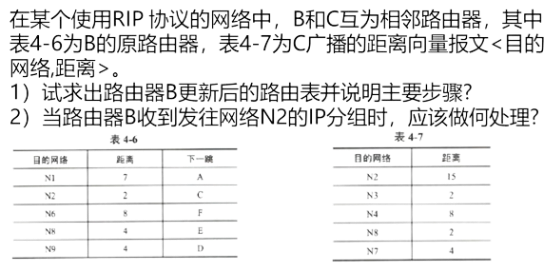 在某个使用RIP 协议的网络中，B和C互为相邻路由器，其中
表4-6为B的原路由器，表4-7为C广播的距离向量报文<目的
网络,距离>。
1）试求出路由器B更新后的路由表并说明主要步骤?
2）当路由器B收到发往网络N2的IP分组时，应该做何处理?
表 4-6
目的网络 距离 下一跳
N1 7 A
N2 2 C
N6 8 F
N8 4 E
N9 4 D
表 4-7
目的网络 距离
N2 15
N3 2
N4 8
N8 2
N7 4